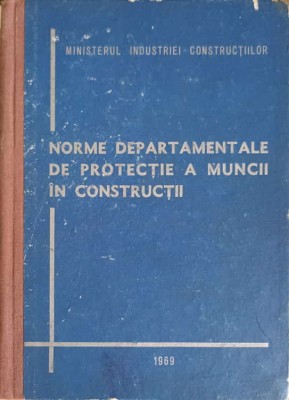 MINISTERUL INDUSTRIEI CONSTRUCȚIILOR
NORME DEPARTAMENTALE
DE PROTECȚIE A MUNCII
ÎN CONSTRUCȚII
1969